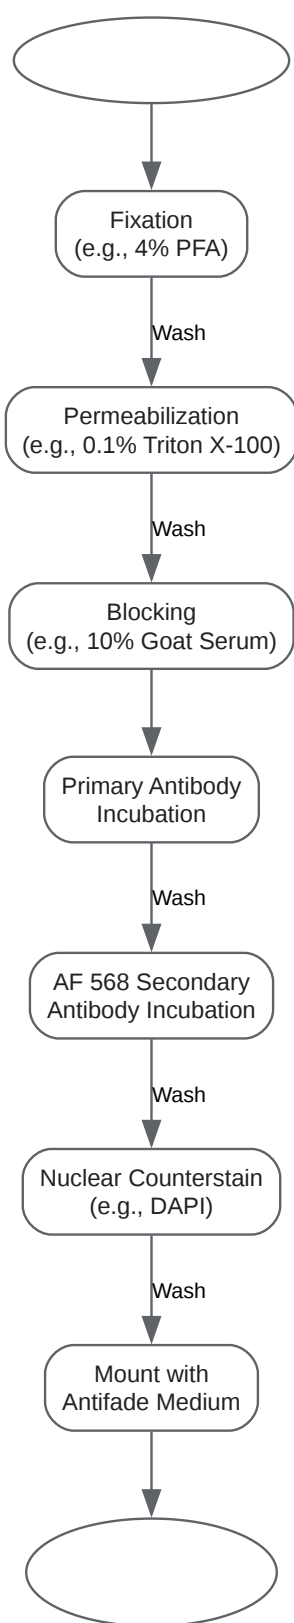 Fixation
(e.g., 4% PFA)
Wash
Permeabilization
(e.g., 0.1% Triton X-100)
Wash
Blocking
(e.g., 10% Goat Serum)
Primary Antibody
Incubation
Wash
AF 568 Secondary
Antibody Incubation
Wash
Nuclear Counterstain
(e.g., DAPI)
Wash
Mount with
Antifade Medium